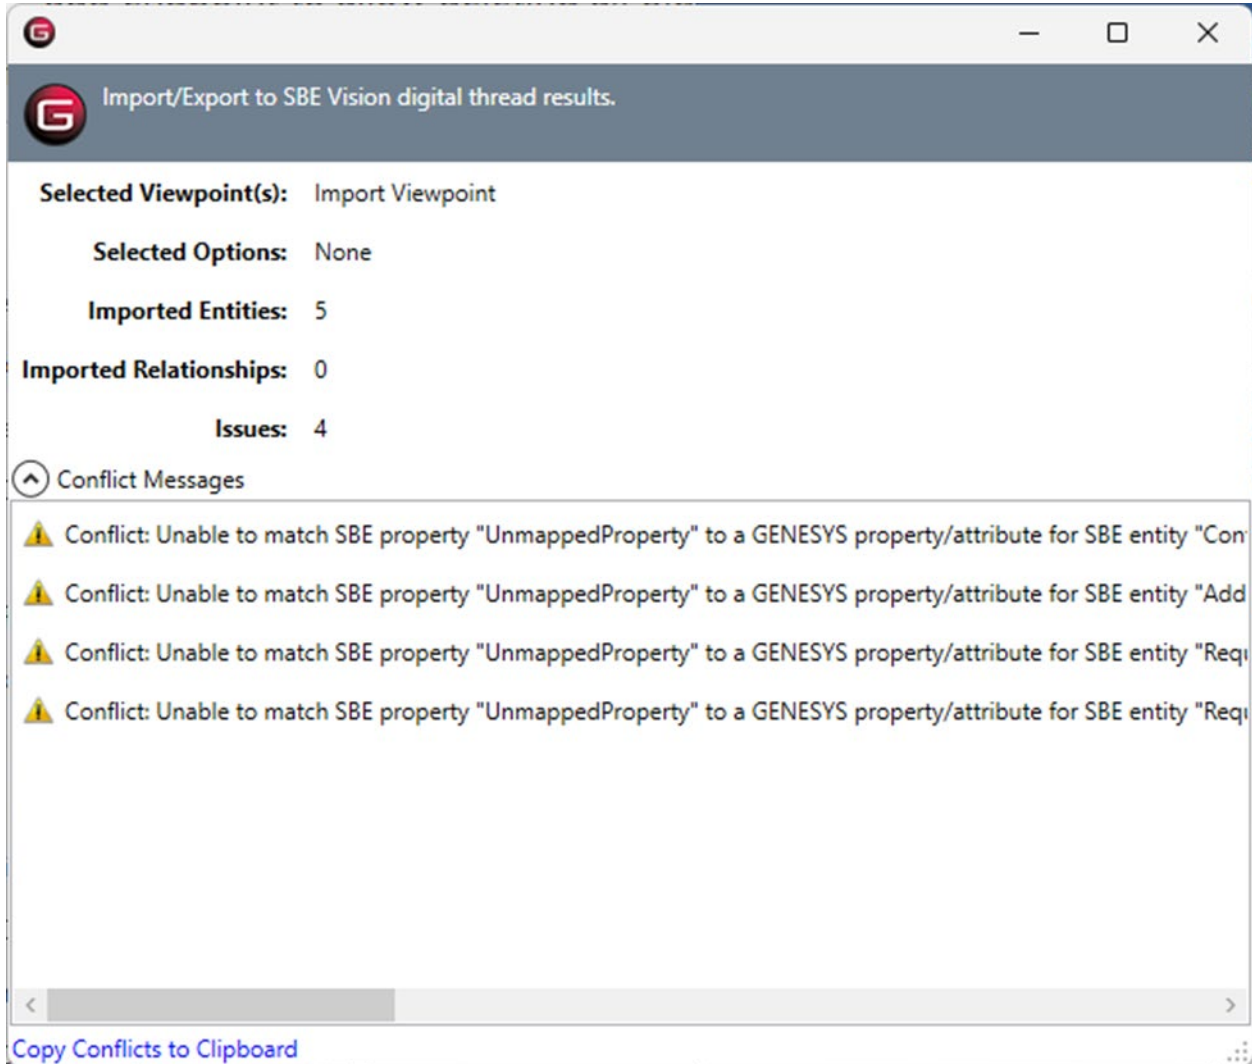 Import/Export to SBE Vision digital thread results.
Selected Viewpoint(s): Import Viewpoint
Selected Options: None
Imported Entities: 5
Imported Relationships: 0
Issues: 4
Conflict Messages
Conflict: Unable to match SBE property "UnmappedProperty" to a GENESYS property/attribute for SBE entity
Conflict: Unable to match SBE property "UnmappedProperty" to a GENESYS property/attribute for SBE entity "Add
Conflict: Unable to match SBE property "UnmappedProperty" to a GENESYS property/attribute for SBE entity
Conflict: Unable to match SBE property "UnmappedProperty" to a GENESYS property/attribute for SBE entity
Copy Conflicts to Clipboard